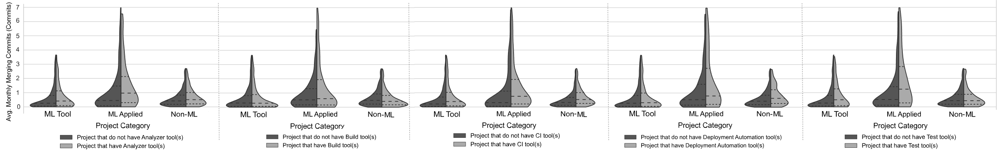 Avg. Monthly Merging Commits (Commits)
7
6
5
4
3
2
1
0
ML Tool
ML Applied
Non-ML
Project Category
Project that do not have Analyzer tool(s)
Project that have Analyzer tool(s)
ML Tool
ML Applied
Non-ML
Project Category
Project that do not have Build tool(s)
Project that have Build tool(s)
ML Tool
ML Applied
Non-ML
Project Category
Project that do not have CI tool(s)
Project that have CI tool(s)
ML Tool
ML Applied
Non-ML
Project Category
Project that do not have Deployment Automation tool(s)
Project that have Deployment Automation tool(s)
ML Tool
ML Applied
Non-ML
Project Category
Project that do not have Test tool(s)
Project that have Test tool(s)